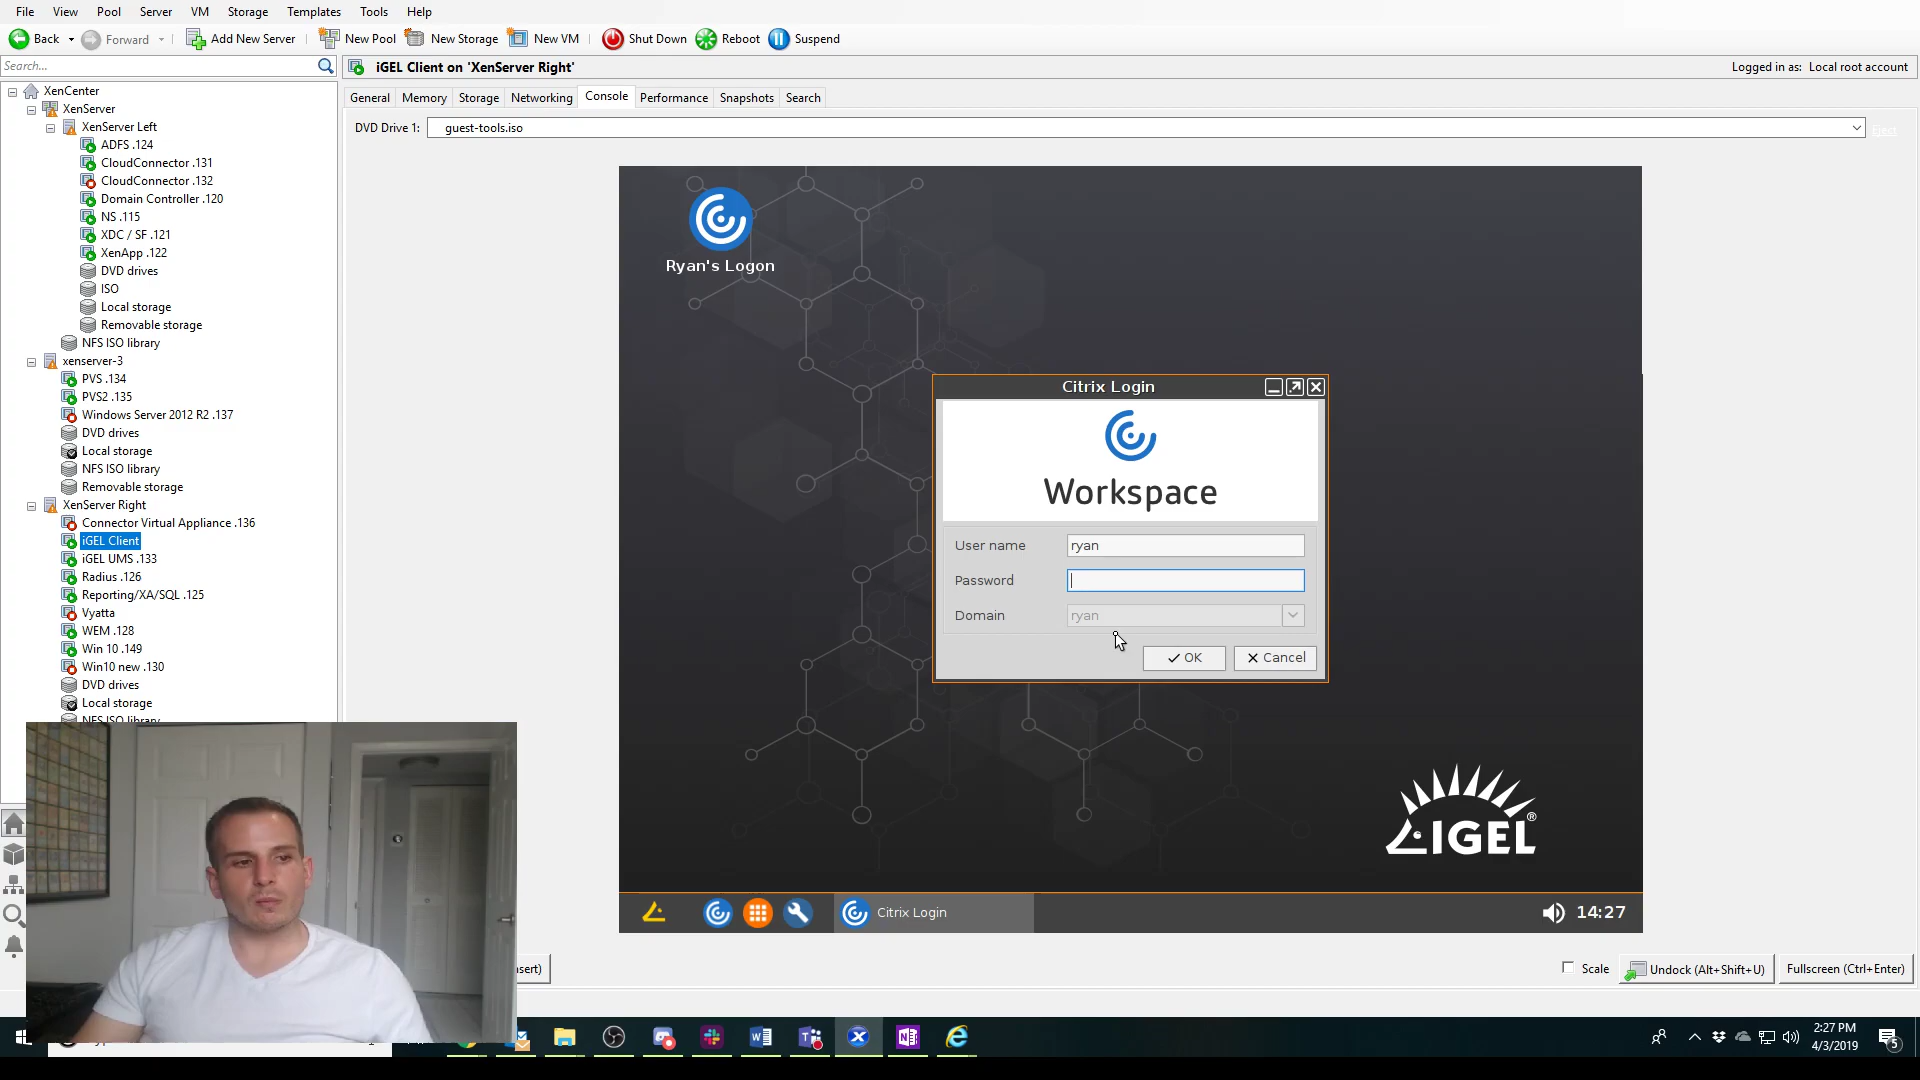 File View Pool Server VM Storage Templates Tools Help
Back Forward Add New Server New Pool New Storage New VM Shut Down Reboot Suspend
Search...
iGEL Client on 'XenServer Right'
Logged in as: Local root account
General Memory Storage Networking Console Performance Snapshots Search
DVD Drive 1: guest-tools.iso Eject
XenCenter
XenServer
XenServer Left
ADFS .124
CloudConnector .131
CloudConnector .132
Domain Controller .120
NS .115
XDC / SF .121
XenApp .122
DVD drives
ISO
Local storage
Removable storage
NFS ISO library
xenserver-3
PVS .134
PVS2 .135
Windows Server 2012 R2 .137
DVD drives
Local storage
NFS ISO library
Removable storage
XenServer Right
Connector Virtual Appliance .136
iGEL Client
iGEL UMS .133
Radius .126
Reporting/XA/SQL .125
Vyatta
WEM .128
Win 10 .149
Win10 new .130
DVD drives
Local storage
NFS ISO library
Ryan's Logon
Citrix Login
Workspace
User name ryan
Password
Domain ryan
OK Cancel
IGEL®
Citrix Login
14:27
Scale Undock (Alt+Shift+U) Fullscreen (Ctrl+Enter)
2:27 PM
4/3/2019
5